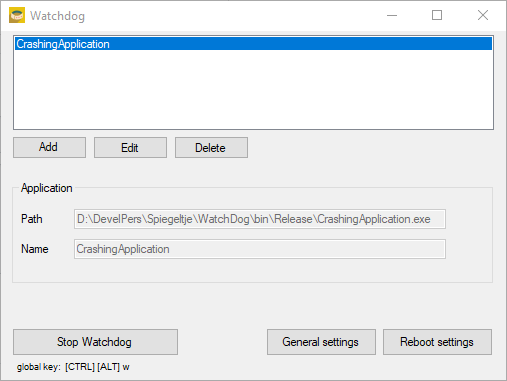 Watchdog
CrashingApplication
Add Edit Delete
Application
Path D:\DevelPers\Spiegeltje\WatchDog\bin\Release\CrashingApplication.exe
Name CrashingApplication
Stop Watchdog General settings Reboot settings
global key: [CTRL] [ALT] w